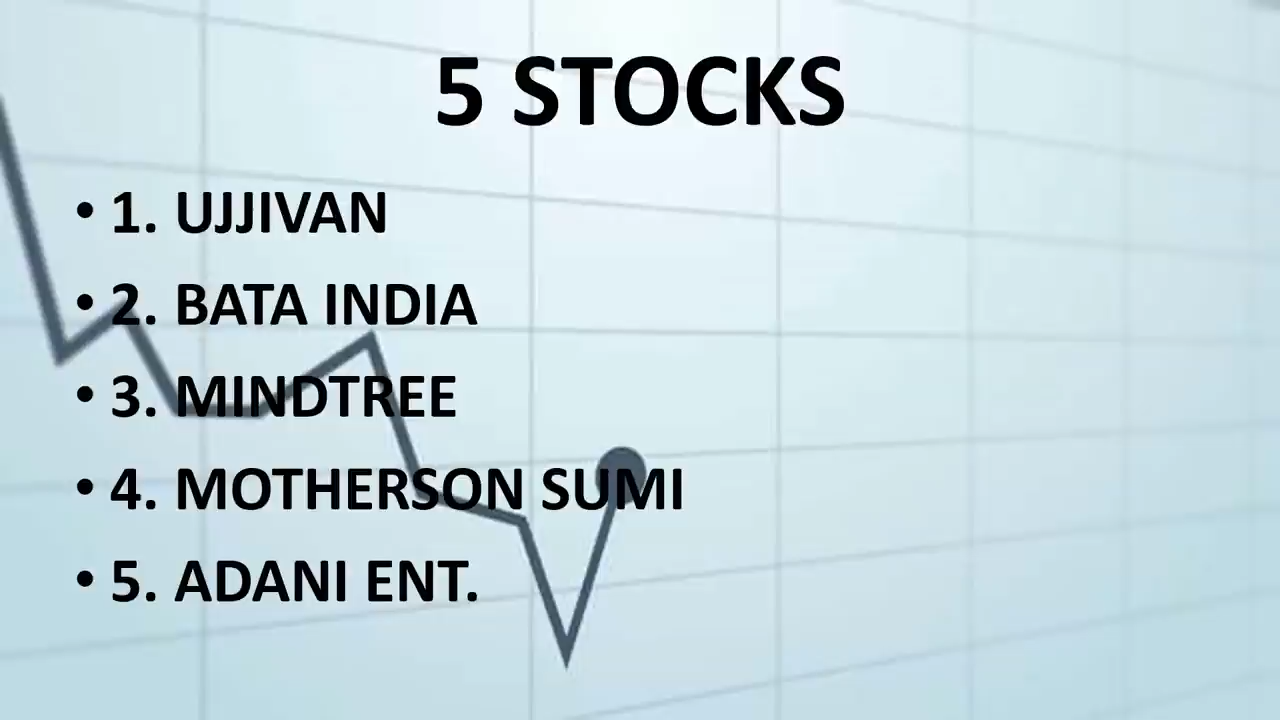 5 STOCKS
• 1. UJJIVAN
• 2. BATA INDIA
• 3. MINDTREE
• 4. MOTHERSON SUMI
• 5. ADANI ENT.